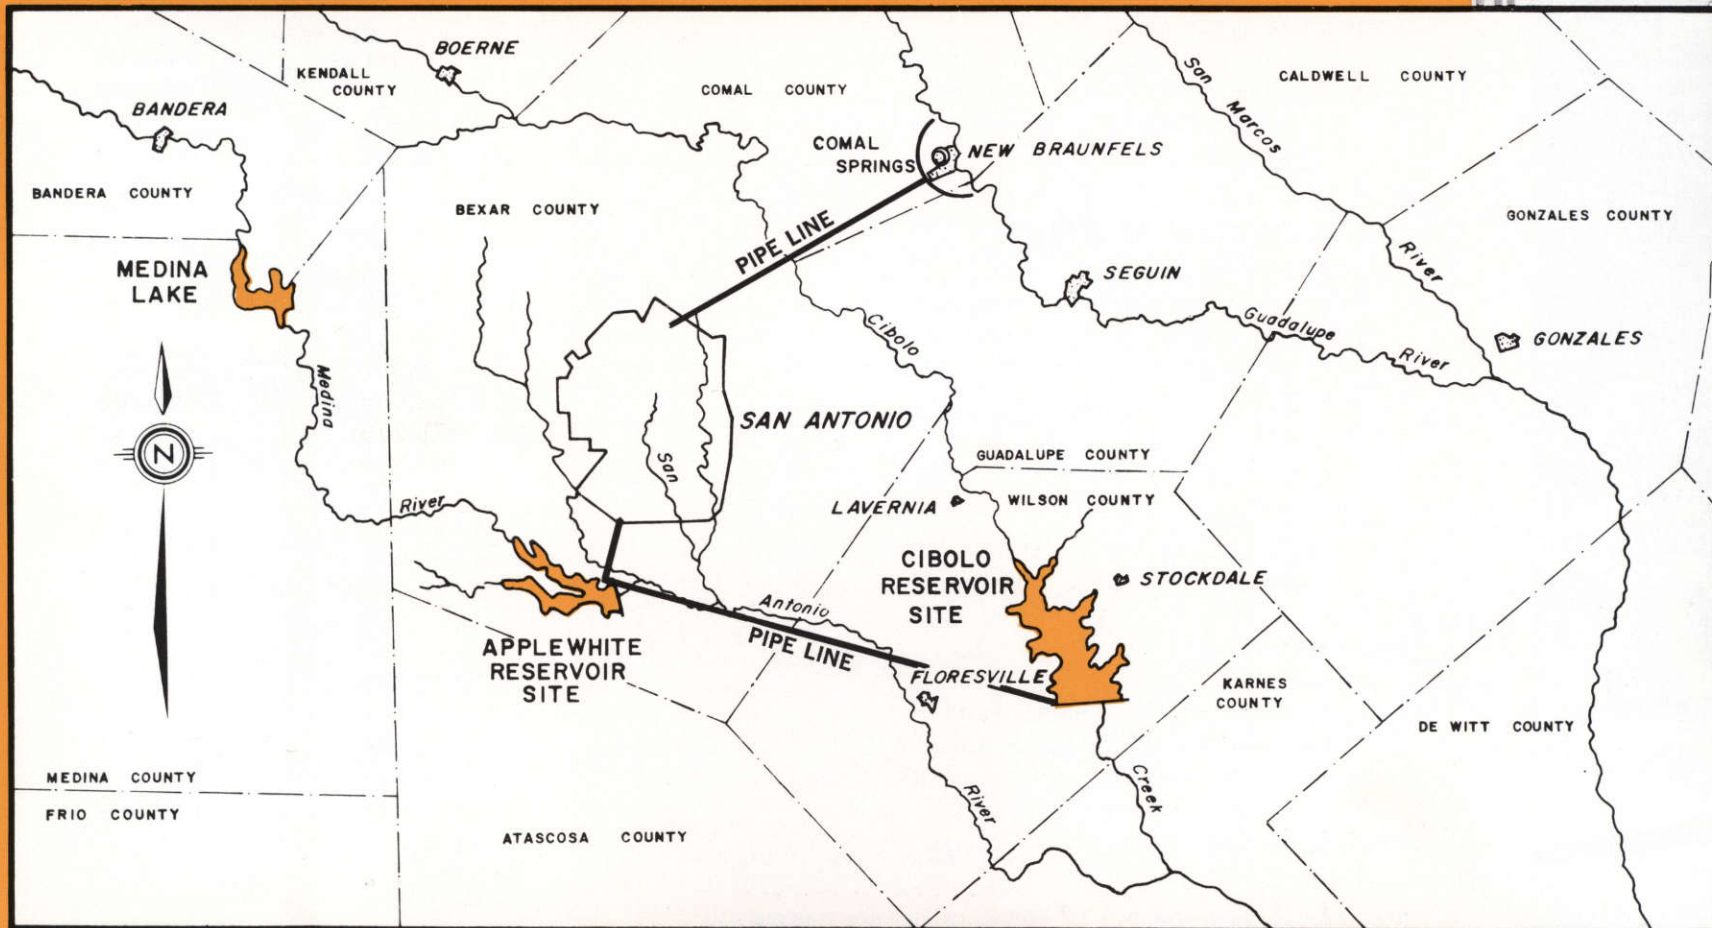 BOERNE
KENDALL
COUNTY
BANDERA
COMAL COUNTY
San
Marcos
River
CALDWELL COUNTY
COMAL
SPRINGS
NEW BRAUNFELS
BANDERA COUNTY
BEXAR COUNTY
GONZALES COUNTY
PIPE LINE
MEDINA
LAKE
SEGUIN
Guadalupe
River
Cibolo
GONZALES
Medina
River
SAN ANTONIO
San
N
GUADALUPE COUNTY
LAVERNIA
WILSON COUNTY
CIBOLO
RESERVOIR
SITE
STOCKDALE
Antonio
PIPE LINE
APPLEWHITE
RESERVOIR
SITE
FLORESVILLE
KARNES
COUNTY
DE WITT COUNTY
MEDINA COUNTY
FRIO COUNTY
River
Creek
ATASCOSA COUNTY